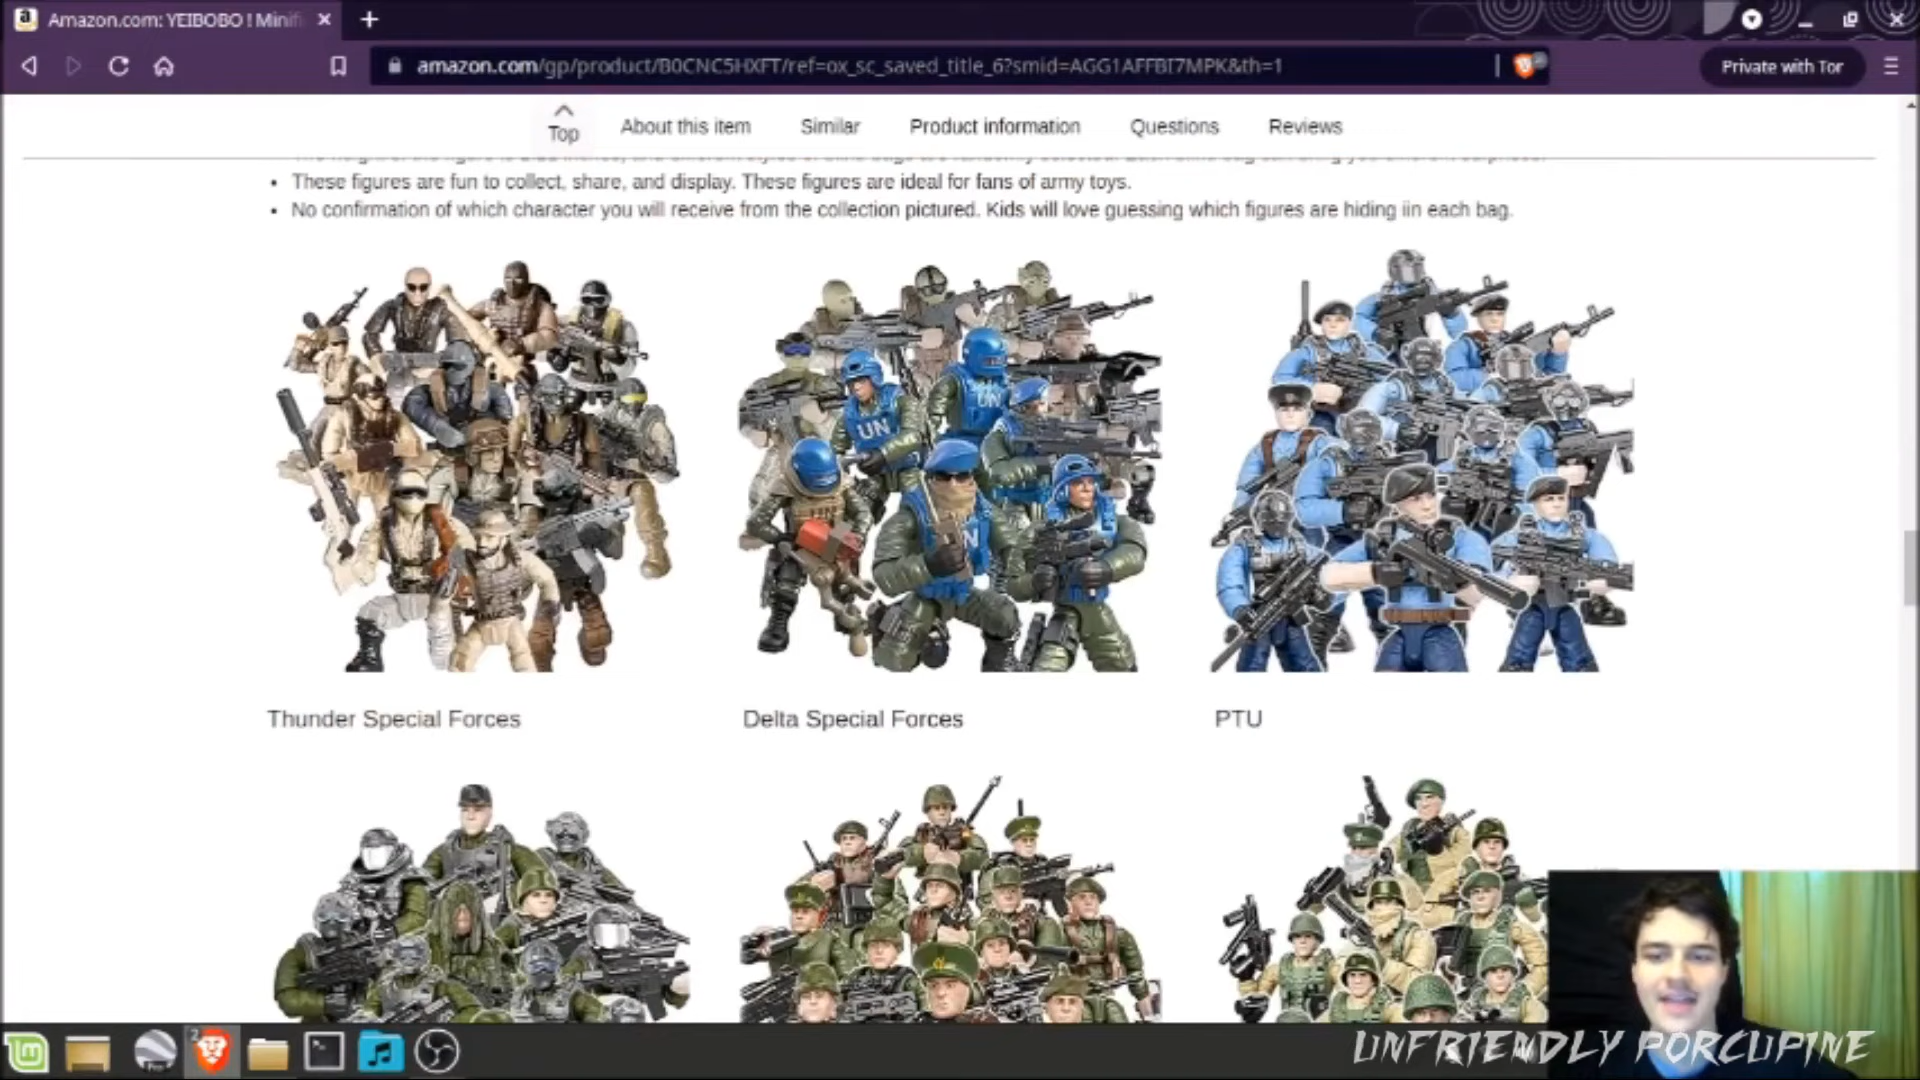 Amazon.com: YEIBOBO ! Minifi
amazon.com/gp/product/B0CNC5HXFT/ref=ox_sc_saved_title_6?smid=AGG1AFFBI7MPK&th=1
Private with Tor
Top
About this item
Similar
Product information
Questions
Reviews
• These figures are fun to collect, share, and display. These figures are ideal for fans of army toys.
• No confirmation of which character you will receive from the collection pictured. Kids will love guessing which figures are hiding iin each bag.
UN
UN
UN
Thunder Special Forces
Delta Special Forces
PTU
2
Pro
UNFRIENDLY PORCUPINE